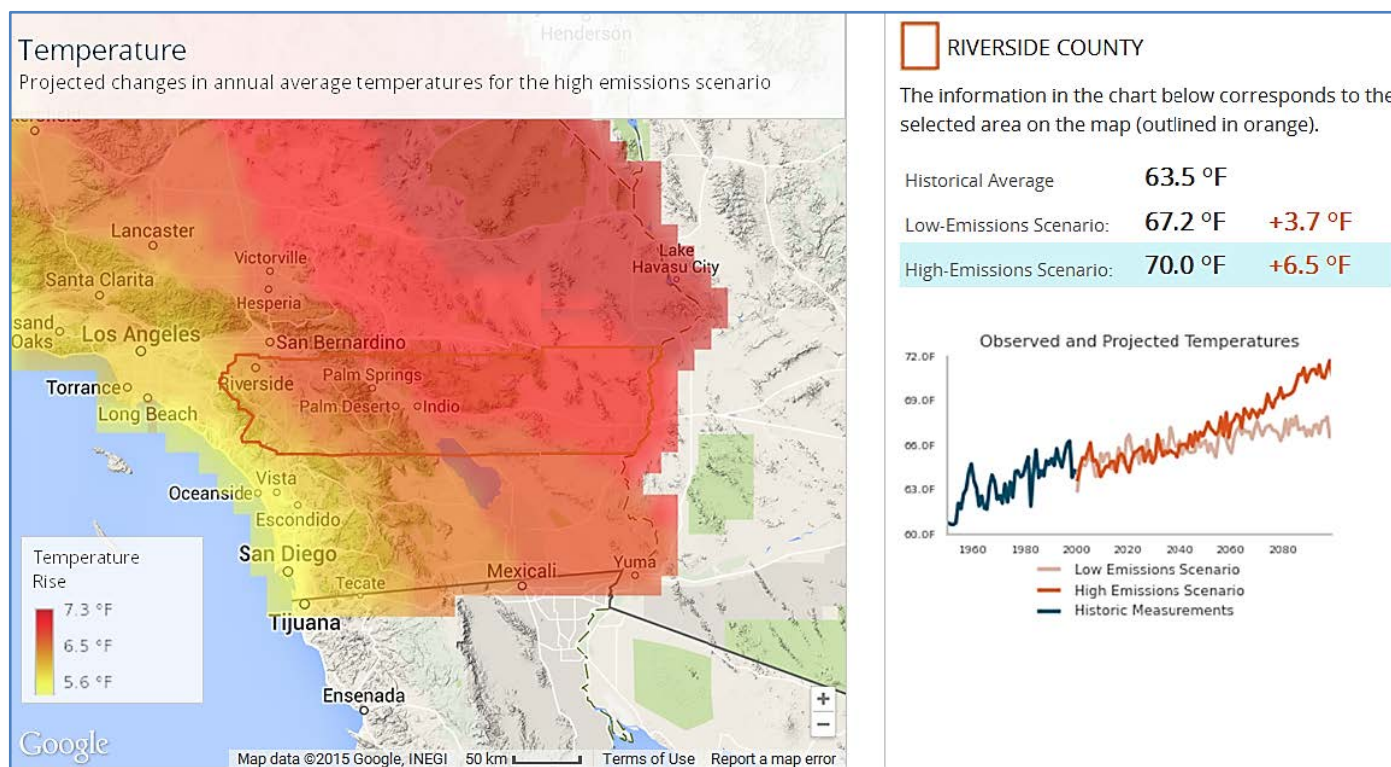 Henderson
Temperature
Projected changes in annual average temperatures for the high emissions scenario
Lancaster
Victorville
Lake
Havasu City
Santa Clarita
Hesperia
sand
Oaks
Los Angeles
San Bernardino
Riverside
Palm Springs
Torrance
Palm Desert
Indio
Long Beach
Vista
Oceanside
Escondido
San Diego
Mexicali
Yuma
Tecate
Tijuana
Ensenada
Temperature
Rise
7.3 °F
6.5 °F
5.6 °F
+
−
Google
Map data ©2015 Google, INEGI 50 km Terms of Use Report a map error
RIVERSIDE COUNTY
The information in the chart below corresponds to the
selected area on the map (outlined in orange).
Historical Average 63.5 °F
Low-Emissions Scenario: 67.2 °F +3.7 °F
High-Emissions Scenario: 70.0 °F +6.5 °F
Observed and Projected Temperatures
72.0F
69.0F
66.0F
63.0F
60.0F
1960 1980 2000 2020 2040 2060 2080
Low Emissions Scenario
High Emissions Scenario
Historic Measurements